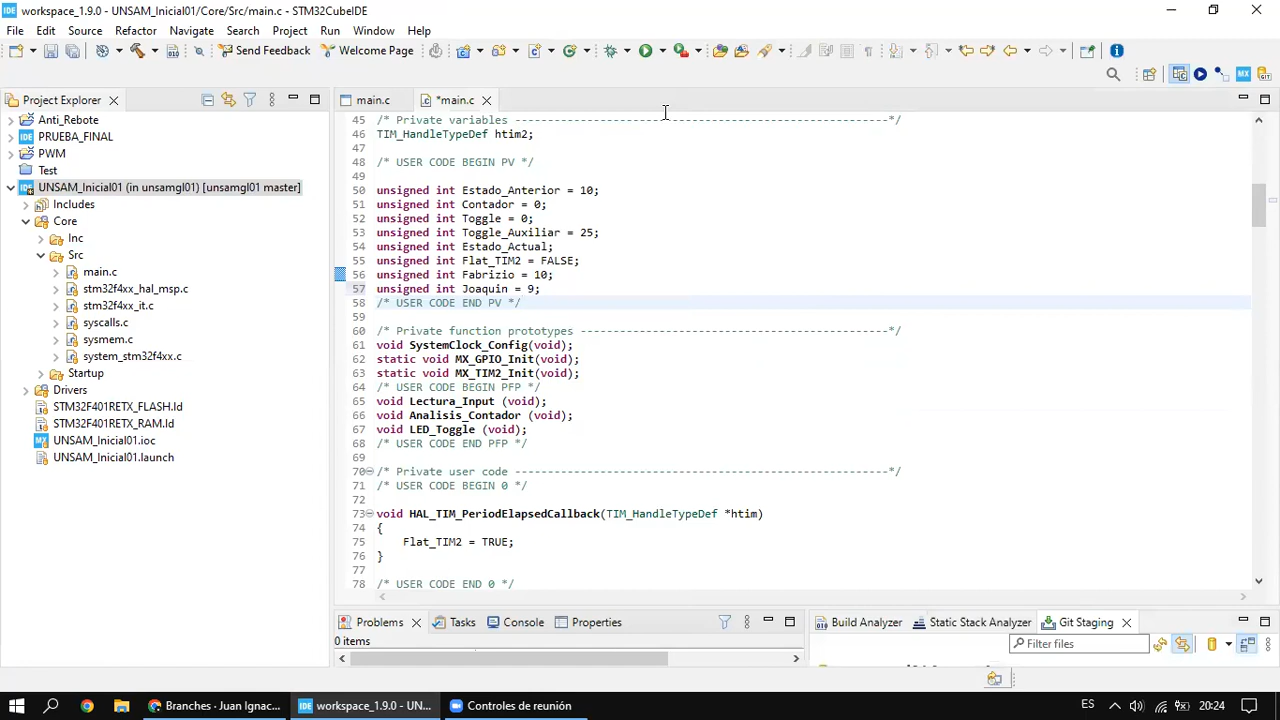 workspace_1.9.0 - UNSAM_Inicial01/Core/Src/main.c - STM32CubeIDE
File Edit Source Refactor Navigate Search Project Run Window Help
Send Feedback Welcome Page
Project Explorer
main.c *main.c
Anti_Rebote
PRUEBA_FINAL
PWM
Test
UNSAM_Inicial01 (in unsamgl01) [unsamgl01 master]
Includes
Core
Inc
Src
main.c
stm32f4xx_hal_msp.c
stm32f4xx_it.c
syscalls.c
sysmem.c
system_stm32f4xx.c
Startup
Drivers
STM32F401RETX_FLASH.ld
STM32F401RETX_RAM.ld
UNSAM_Inicial01.ioc
UNSAM_Inicial01.launch
45 /* Private variables ---------------------------------------------------------*/
46 TIM_HandleTypeDef htim2;
47
48 /* USER CODE BEGIN PV */
49
50 unsigned int Estado_Anterior = 10;
51 unsigned int Contador = 0;
52 unsigned int Toggle = 0;
53 unsigned int Toggle_Auxiliar = 25;
54 unsigned int Estado_Actual;
55 unsigned int Flat_TIM2 = FALSE;
56 unsigned int Fabrizio = 10;
57 unsigned int Joaquin = 9;
58 /* USER CODE END PV */
59
60 /* Private function prototypes -----------------------------------------------*/
61 void SystemClock_Config(void);
62 static void MX_GPIO_Init(void);
63 static void MX_TIM2_Init(void);
64 /* USER CODE BEGIN PFP */
65 void Lectura_Input (void);
66 void Analisis_Contador (void);
67 void LED_Toggle (void);
68 /* USER CODE END PFP */
69
70 /* Private user code ---------------------------------------------------------*/
71 /* USER CODE BEGIN 0 */
72
73 void HAL_TIM_PeriodElapsedCallback(TIM_HandleTypeDef *htim)
74 {
75 Flat_TIM2 = TRUE;
76 }
77
78 /* USER CODE END 0 */
Problems Tasks Console Properties
0 items
Build Analyzer Static Stack Analyzer Git Staging
Filter files
Branches - Juan Ignac...
workspace_1.9.0 - UN...
Controles de reunión
ES
20:24